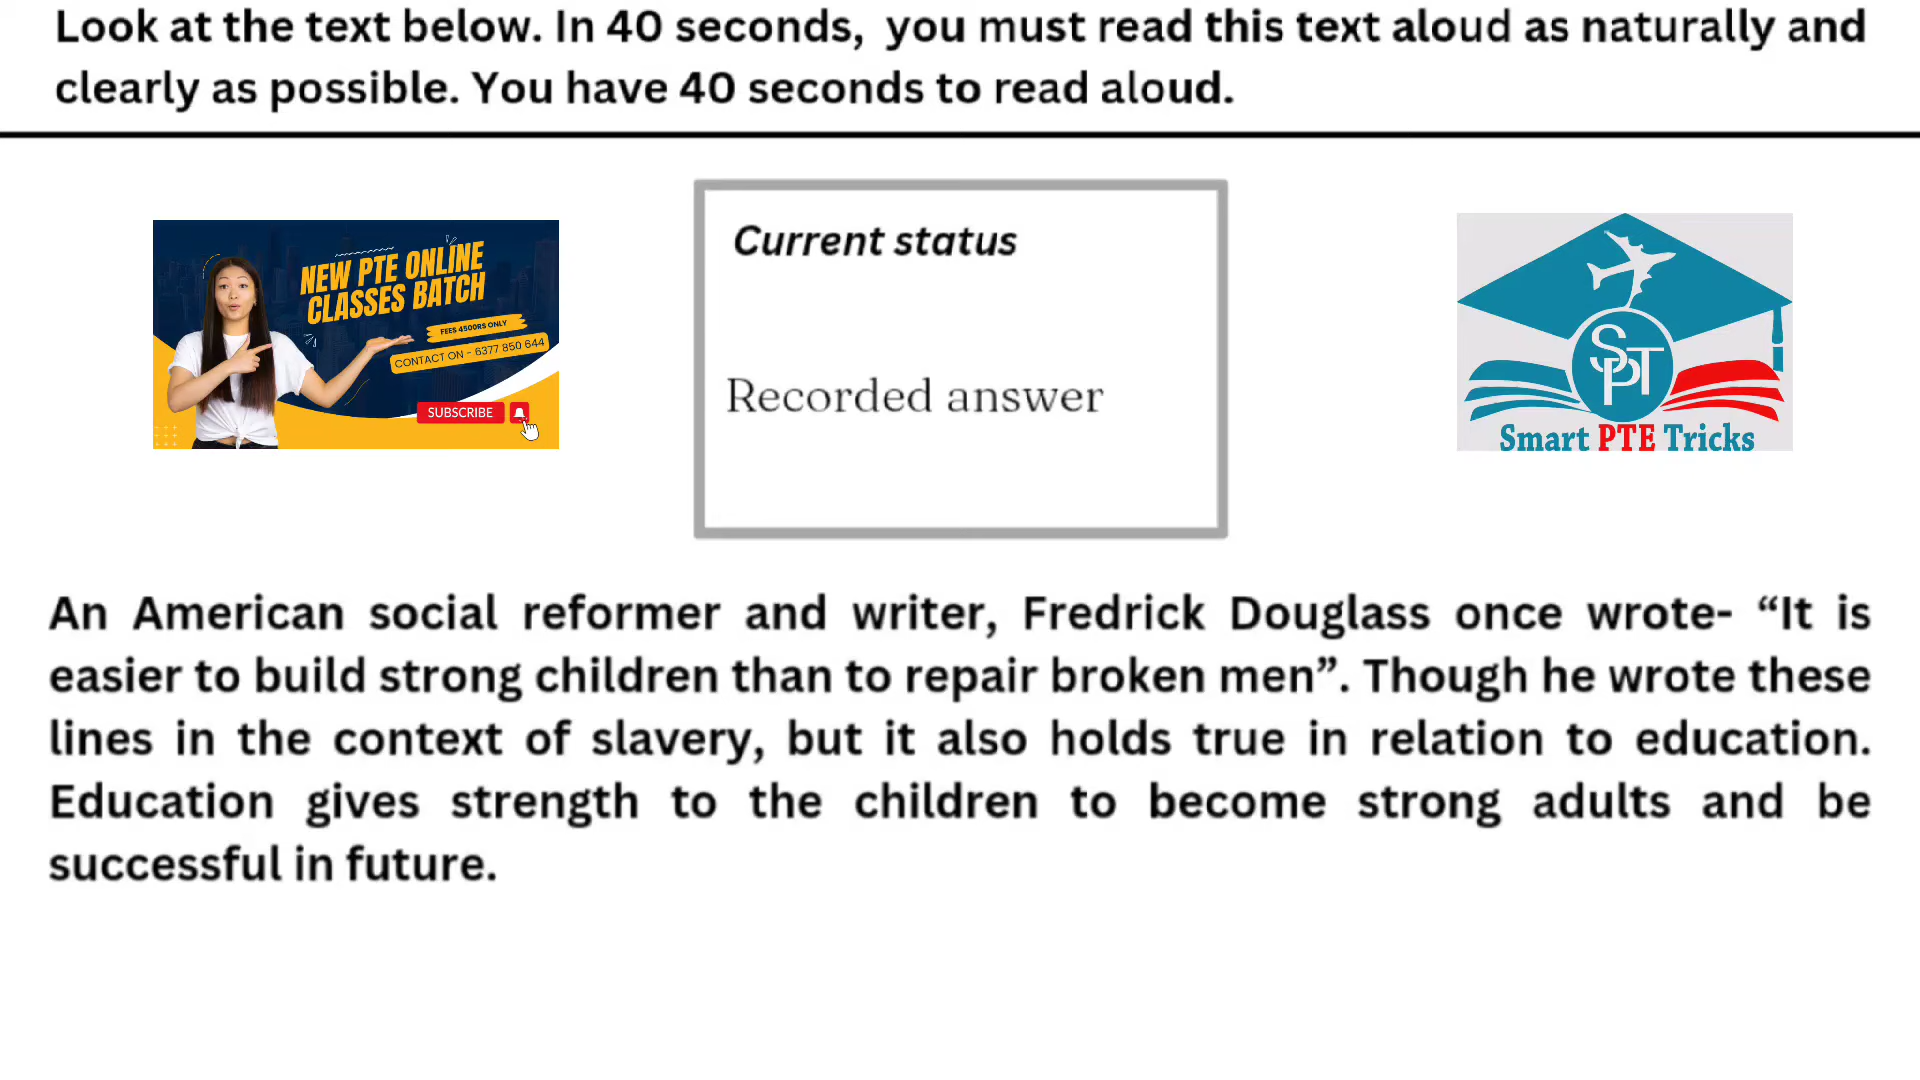 Look at the text below. In 40 seconds, you must read this text aloud as naturally and
clearly as possible. You have 40 seconds to read aloud.
NEW PTE ONLINE
CLASSES BATCH
FEES 4500RS ONLY
CONTACT ON - 6377 850 644
SUBSCRIBE
Current status
Recorded answer
SPT
Smart PTE Tricks
An American social reformer and writer, Fredrick Douglass once wrote- “It is
easier to build strong children than to repair broken men”. Though he wrote these
lines in the context of slavery, but it also holds true in relation to education.
Education gives strength to the children to become strong adults and be
successful in future.